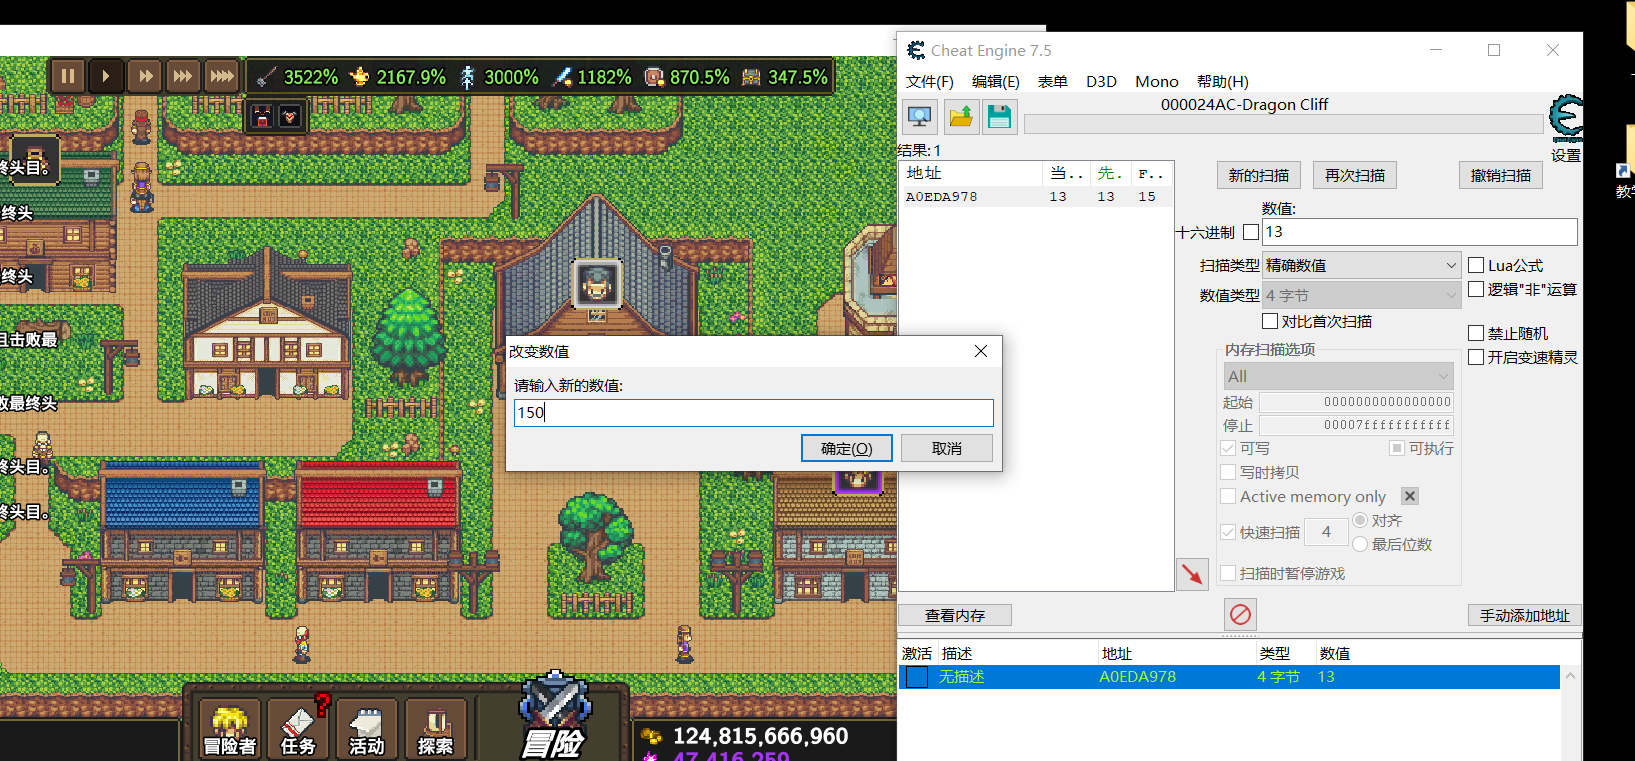 Cheat Engine 7.5
文件(F) 编辑(E) 表单 D3D Mono 帮助(H)
000024AC-Dragon Cliff
3522% 2167.9% 3000% 1182% 870.5% 347.5%
结果: 1
设置
地址 当.. 先. F..
A0EDA978 13 13 15
新的扫描 再次扫描 撤销扫描
数值:
十六进制 13
扫描类型 精确数值 Lua公式
数值类型 4 字节 逻辑"非"运算
对比首次扫描
禁止随机
开启变速精灵
内存扫描选项
All
起始 0000000000000000
停止 00007fffffffffff
可写 可执行
写时拷贝
Active memory only
快速扫描 4 对齐
最后位数
扫描时暂停游戏
终头目。
终头
终头
且击败最
败最终头
终头目。
终头目。
改变数值
请输入新的数值:
150
确定(O) 取消
查看内存 手动添加地址
激活 描述 地址 类型 数值
无描述 A0EDA978 4 字节 13
冒险者 任务 活动 探索 冒险
124,815,666,960
47,416,259